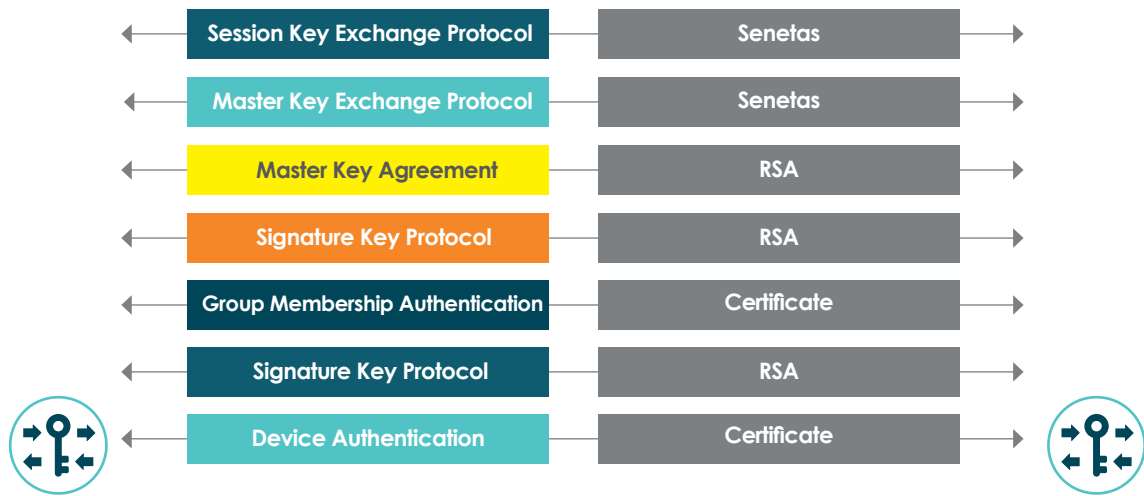 Session Key Exchange Protocol Senetas
Master Key Exchange Protocol Senetas
Master Key Agreement RSA
Signature Key Protocol RSA
Group Membership Authentication Certificate
Signature Key Protocol RSA
Device Authentication Certificate